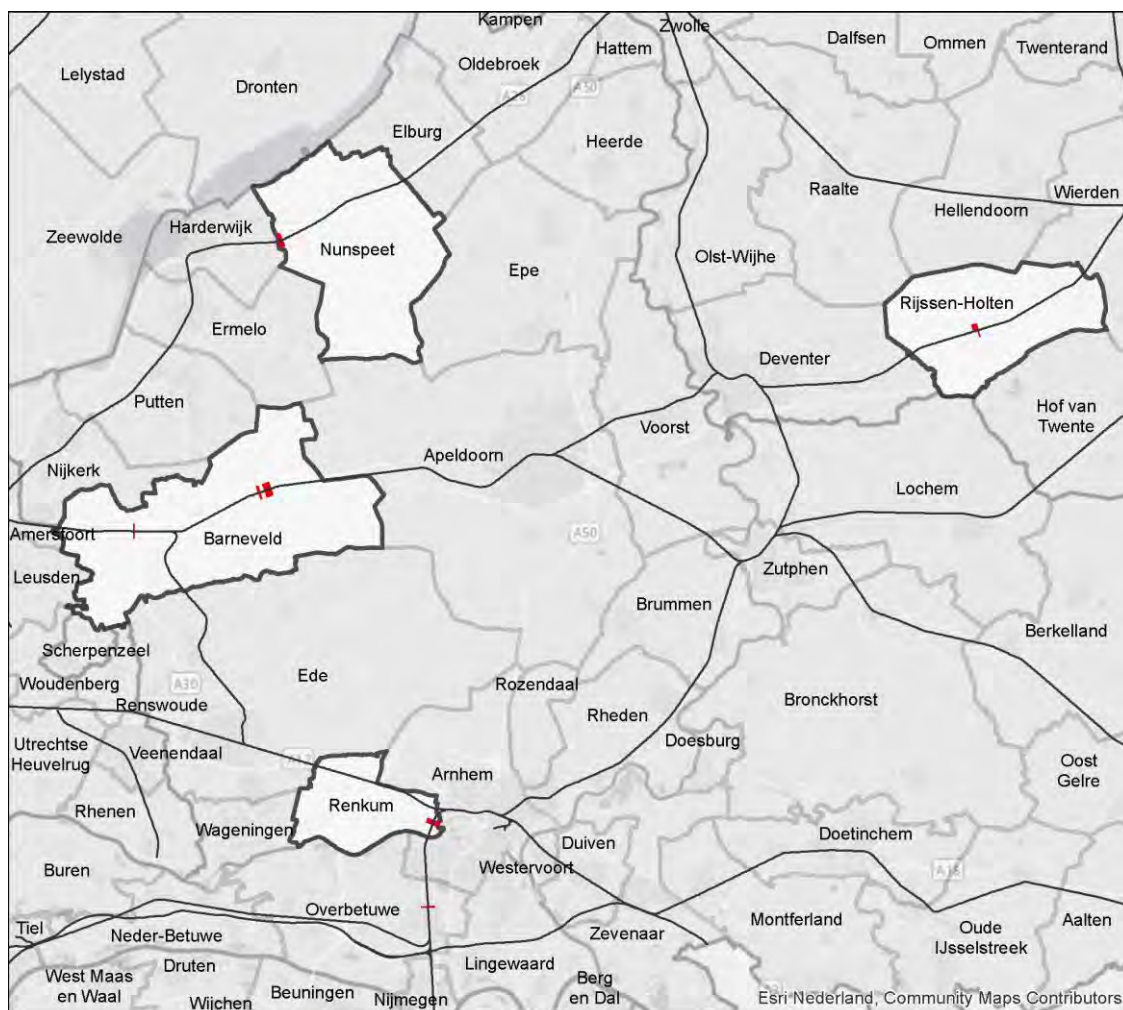 Kampen
Zwolle
Hattem
Dalfsen
Ommen
Twenterand
Oldebroek
Lelystad
Dronten
A28
A50
Elburg
Heerde
Raalte
Wierden
Hellendoorn
Harderwijk
Zeewolde
Nunspeet
Epe
Olst-Wijhe
Rijssen-Holten
Ermelo
Deventer
Putten
Hof van
Twente
Voorst
Apeldoorn
Nijkerk
Lochem
Amersfoort
Barneveld
A50
Leusden
Zutphen
Brummen
Berkelland
Scherpenzeel
Ede
Woudenberg
A30
Rozendaal
Renswoude
Bronckhorst
Rheden
Doesburg
Utrechtse
Heuvelrug
Veenendaal
Oost
Gelre
Arnhem
Rhenen
Renkum
Wageningen
Doetinchem
Duiven
Westervoort
Buren
A18
Overbetuwe
Tiel
Neder-Betuwe
Zevenaar
Montferland
Oude
IJsselstreek
Aalten
Druten
Lingewaard
West Maas
en Waal
Beuningen
Berg
en Dal
Wijchen
Nijmegen
Esri Nederland, Community Maps Contributors